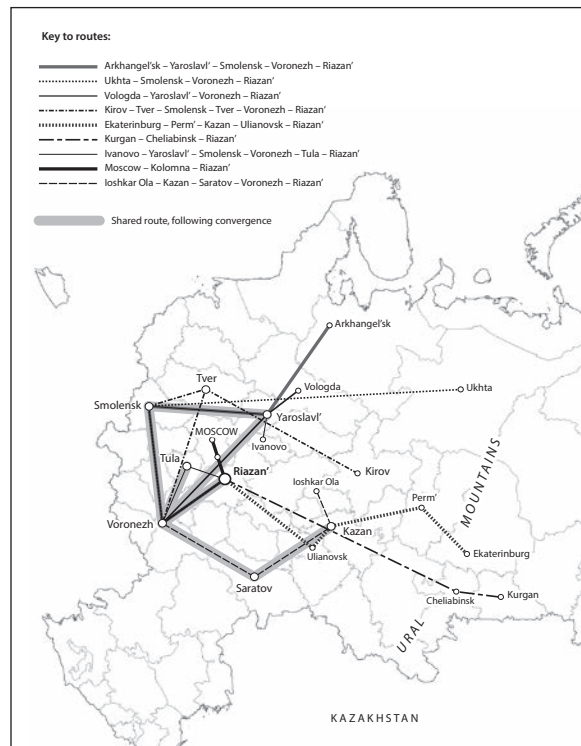 Key to routes:
Arkhangel'sk – Yaroslavl' – Smolensk – Voronezh – Riazan'
Ukhta – Smolensk – Voronezh – Riazan'
Vologda – Yaroslavl' – Voronezh – Riazan'
Kirov – Tver – Smolensk – Tver – Voronezh – Riazan'
Ekaterinburg – Perm' – Kazan – Ulianovsk – Riazan'
Kurgan – Cheliabinsk – Riazan'
Ivanovo – Yaroslavl' – Smolensk – Voronezh – Tula – Riazan'
Moscow – Kolomna – Riazan'
Ioshkar Ola – Kazan – Saratov – Voronezh – Riazan'
Shared route, following convergence
Arkhangel'sk
Tver
Vologda
Ukhta
Smolensk
Yaroslavl'
MOSCOW
Ivanovo
Tula
Riazan'
Kirov
Ioshkar Ola
Perm'
MOUNTAINS
Voronezh
Kazan
Ulianovsk
Ekaterinburg
Saratov
Cheliabinsk
Kurgan
URAL
KAZAKHSTAN